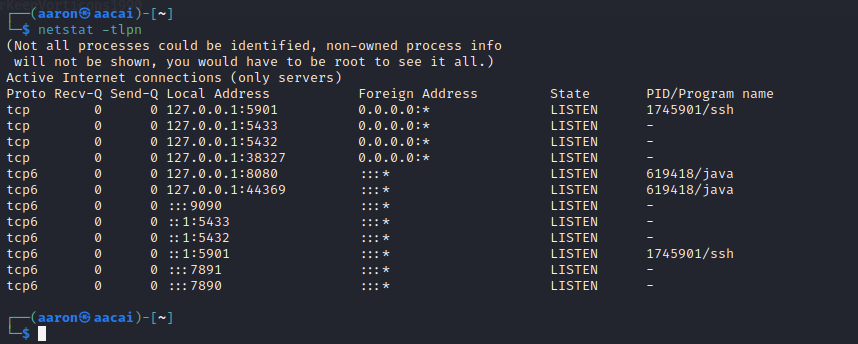 ┌──(aaron㉿aacai)-[~]
└─$ netstat -tlpn
(Not all processes could be identified, non-owned process info
 will not be shown, you would have to be root to see it all.)
Active Internet connections (only servers)
Proto Recv-Q Send-Q Local Address           Foreign Address         State       PID/Program name
tcp        0      0 127.0.0.1:5901          0.0.0.0:*               LISTEN      1745901/ssh
tcp        0      0 127.0.0.1:5433          0.0.0.0:*               LISTEN      -
tcp        0      0 127.0.0.1:5432          0.0.0.0:*               LISTEN      -
tcp        0      0 127.0.0.1:38327         0.0.0.0:*               LISTEN      -
tcp6       0      0 127.0.0.1:8080          :::*                    LISTEN      619418/java
tcp6       0      0 127.0.0.1:44369         :::*                    LISTEN      619418/java
tcp6       0      0 :::9090                 :::*                    LISTEN      -
tcp6       0      0 ::1:5433                :::*                    LISTEN      -
tcp6       0      0 ::1:5432                :::*                    LISTEN      -
tcp6       0      0 ::1:5901                :::*                    LISTEN      1745901/ssh
tcp6       0      0 :::7891                 :::*                    LISTEN      -
tcp6       0      0 :::7890                 :::*                    LISTEN      -
┌──(aaron㉿aacai)-[~]
└─$